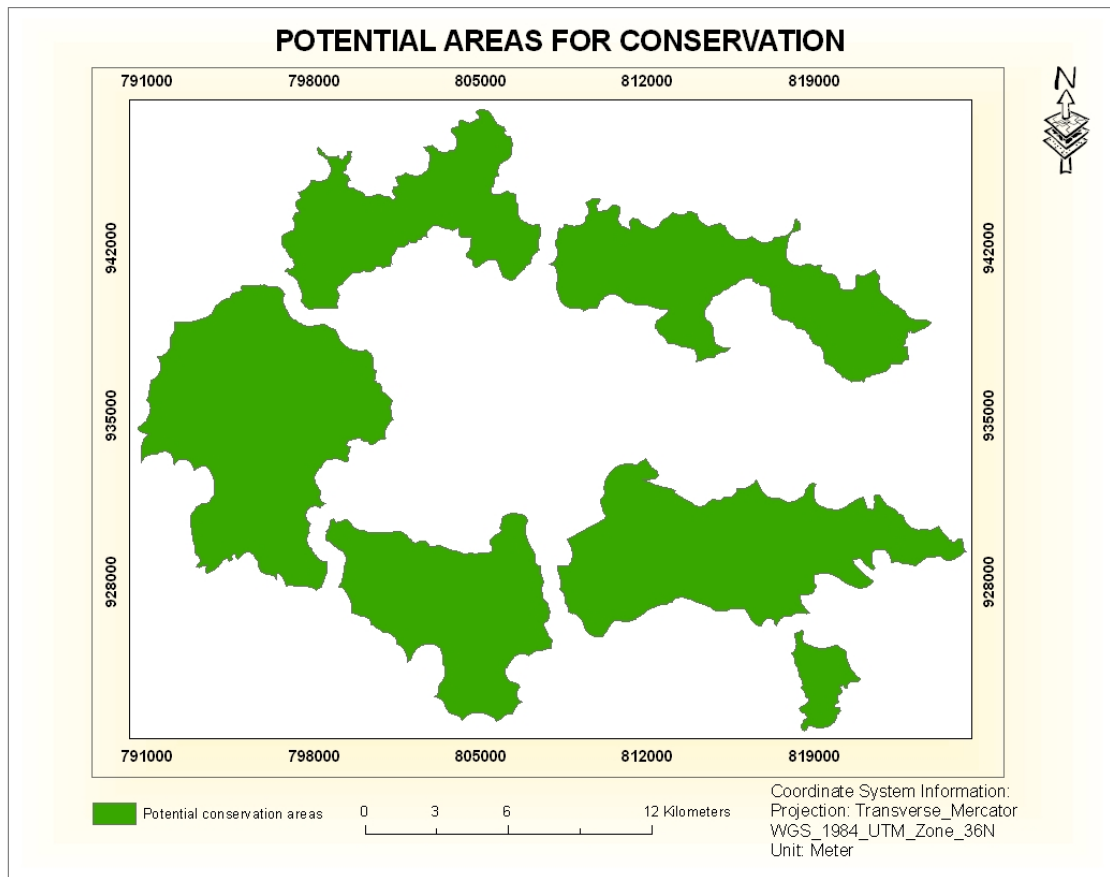 POTENTIAL AREAS FOR CONSERVATION
791000 798000 805000 812000 819000
N
942000 942000
935000 935000
928000 928000
791000 798000 805000 812000 819000
Potential conservation areas
0 3 6 12 Kilometers
Coordinate System Information:
Projection: Transverse_Mercator
WGS_1984_UTM_Zone_36N
Unit: Meter